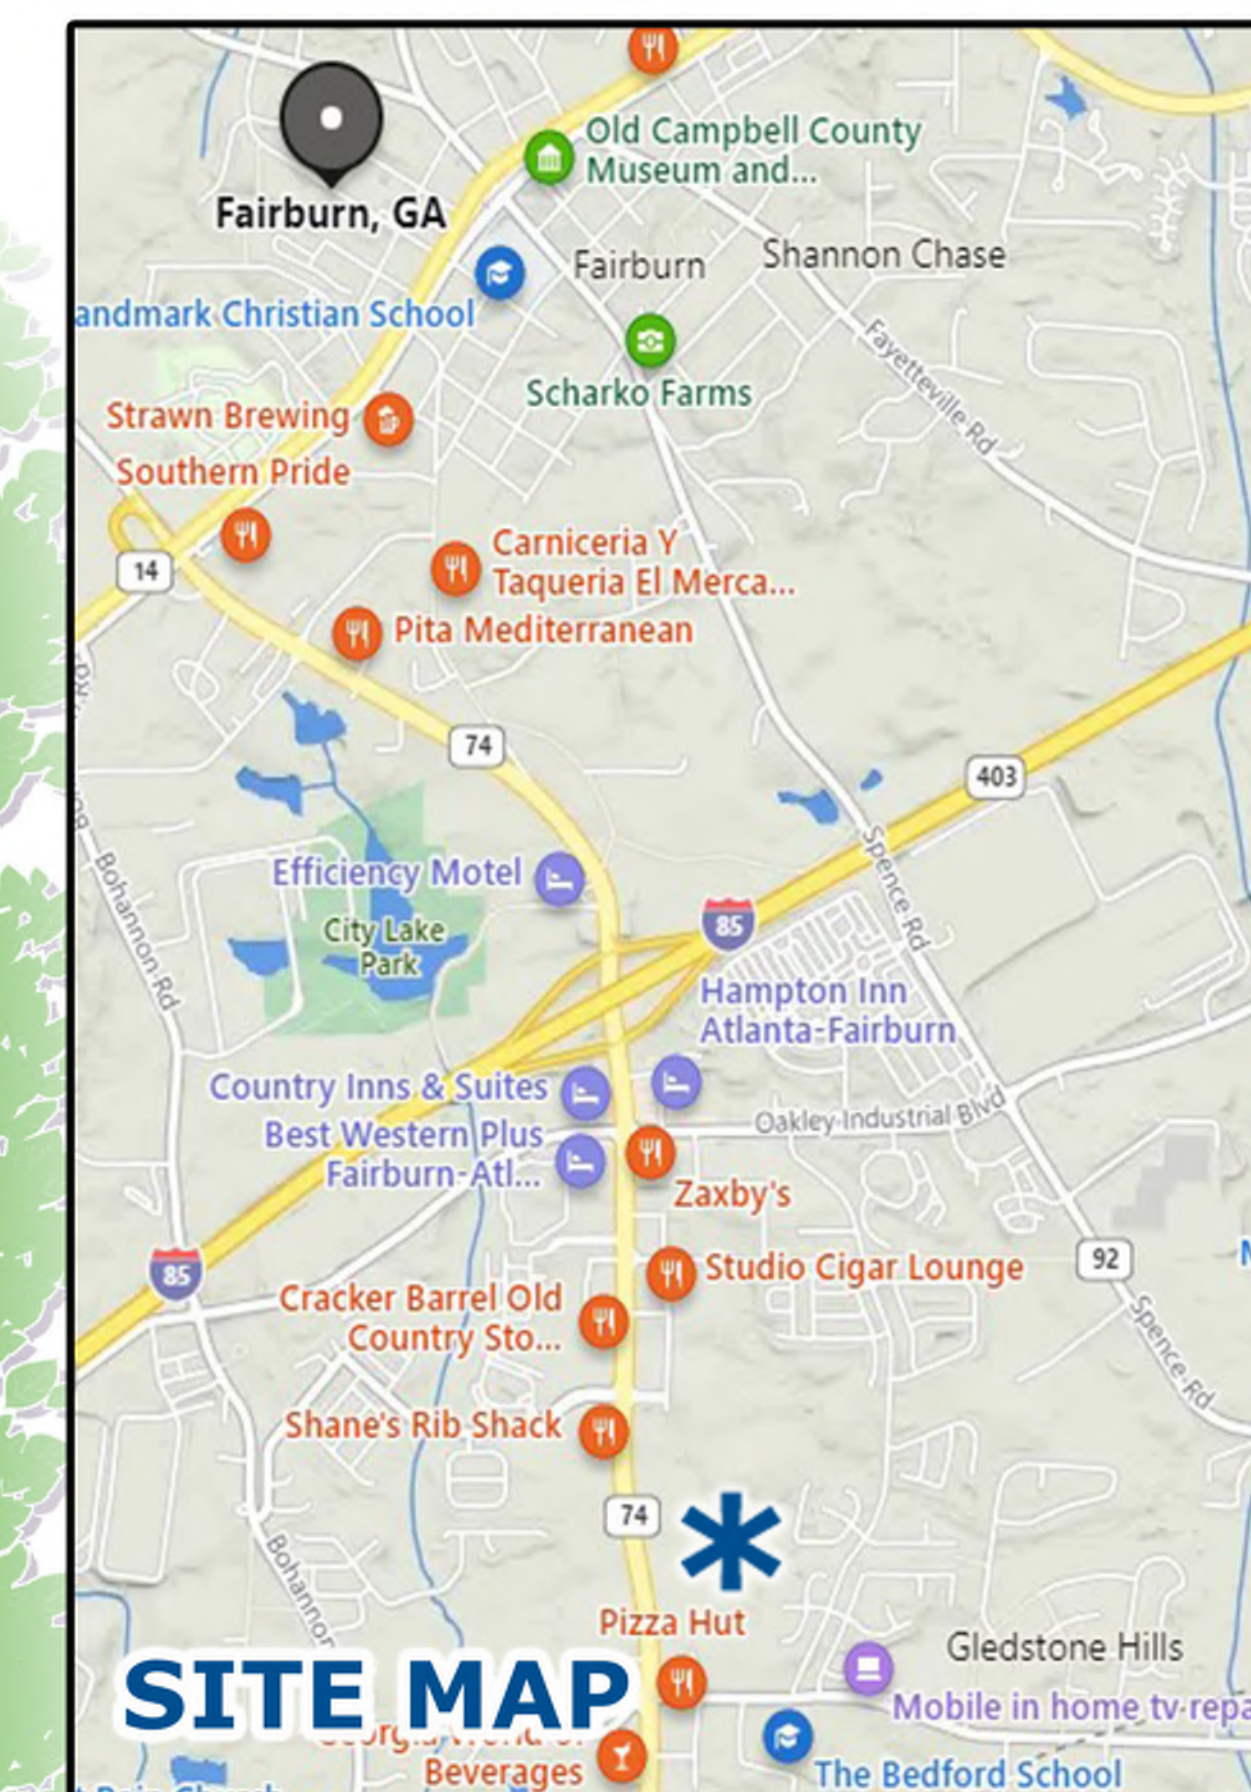 Old Campbell County
Museum and...
Fairburn, GA
Fairburn
Shannon Chase
andmark Christian School
Fayetteville Rd
Scharko Farms
Strawn Brewing
Southern Pride
14
Carniceria Y
Taqueria El Merca...
Pita Mediterranean
74
403
Spence Rd
Bohannon Rd
Efficiency Motel
85
City Lake
Park
Hampton Inn
Atlanta-Fairburn
Country Inns & Suites
Oakley Industrial Blvd
Best Western Plus
Fairburn-Atl...
Zaxby's
92
85
Studio Cigar Lounge
Cracker Barrel Old
Country Sto...
Spence Rd
Shane's Rib Shack
74
Bohannon
Pizza Hut
Gledstone Hills
SITE MAP
Mobile in home tv repa
Beverages
The Bedford School